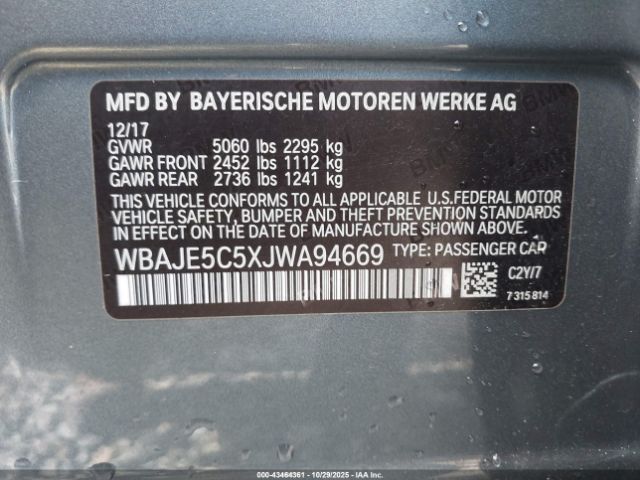 MFD BY BAYERISCHE MOTOREN WERKE AG
12/17
GVWR 5060 lbs 2295 kg
GAWR FRONT 2452 lbs 1112 kg
GAWR REAR 2736 lbs 1241 kg
THIS VEHICLE CONFORMS TO ALL APPLICABLE U.S.FEDERAL MOTOR
VEHICLE SAFETY, BUMPER AND THEFT PREVENTION STANDARDS
IN EFFECT ON THE DATE OF MANUFACTURE SHOWN ABOVE.
WBAJE5C5XJWA94669 TYPE: PASSENGER CAR
C2Y/7
7315814
000-43464361 - 10/29/2025 - IAA Inc.